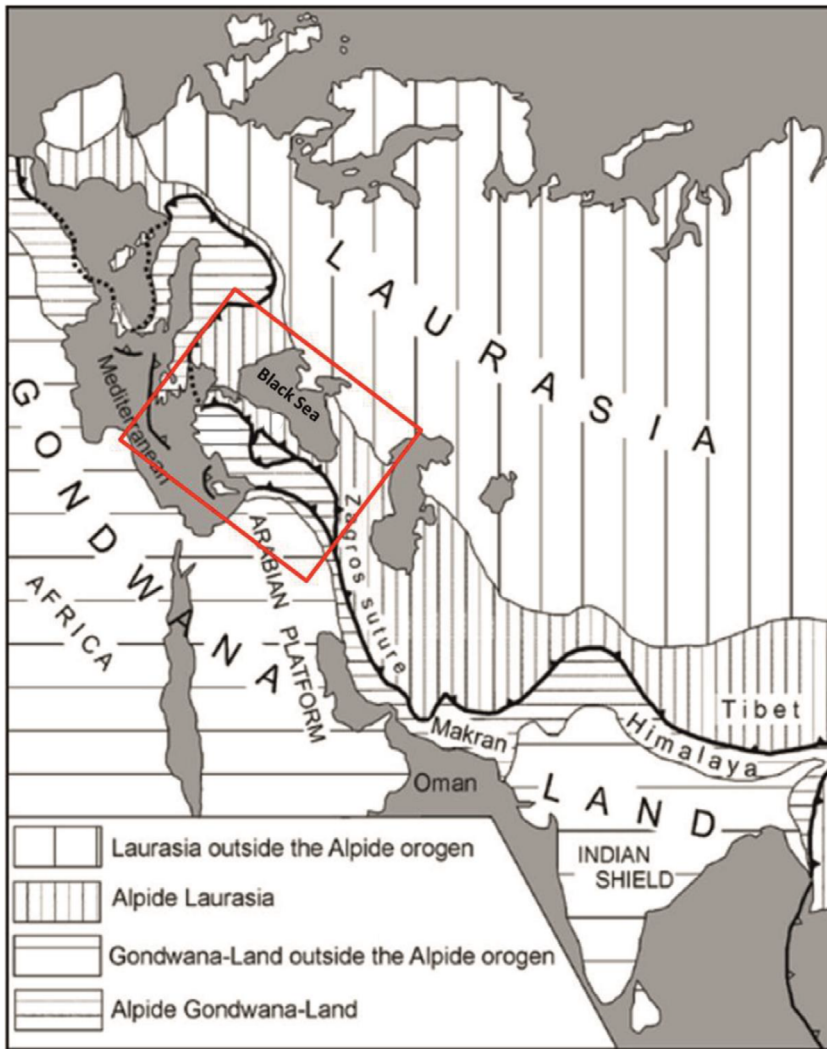 LAURASIA
Black Sea
Mediterranean
GONDWANA
LAND
AFRICA
ARABIAN PLATFORM
Zagros suture
Tibet
Himalaya
Makran
Oman
INDIAN
SHIELD
Laurasia outside the Alpide orogen
Alpide Laurasia
Gondwana-Land outside the Alpide orogen
Alpide Gondwana-Land